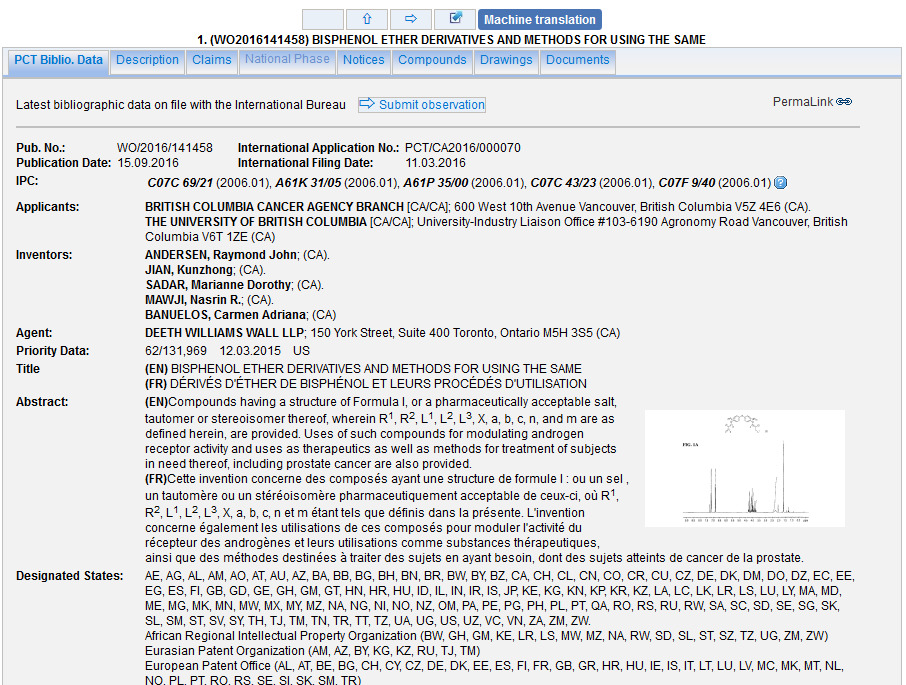 Machine translation
1. (WO2016141458) BISPHENOL ETHER DERIVATIVES AND METHODS FOR USING THE SAME
PCT Biblio. Data Description Claims National Phase Notices Compounds Drawings Documents
Latest bibliographic data on file with the International Bureau Submit observation PermaLink
Pub. No.: WO/2016/141458 International Application No.: PCT/CA2016/000070
Publication Date: 15.09.2016 International Filing Date: 11.03.2016
IPC: C07C 69/21 (2006.01), A61K 31/05 (2006.01), A61P 35/00 (2006.01), C07C 43/23 (2006.01), C07F 9/40 (2006.01) ?
Applicants: BRITISH COLUMBIA CANCER AGENCY BRANCH [CA/CA]; 600 West 10th Avenue Vancouver, British Columbia V5Z 4E6 (CA).
THE UNIVERSITY OF BRITISH COLUMBIA [CA/CA]; University-Industry Liaison Office #103-6190 Agronomy Road Vancouver, British
Columbia V6T 1ZE (CA)
Inventors: ANDERSEN, Raymond John; (CA).
JIAN, Kunzhong; (CA).
SADAR, Marianne Dorothy; (CA).
MAWJI, Nasrin R.; (CA).
BANUELOS, Carmen Adriana; (CA)
Agent: DEETH WILLIAMS WALL LLP; 150 York Street, Suite 400 Toronto, Ontario M5H 3S5 (CA)
Priority Data: 62/131,969 12.03.2015 US
Title (EN) BISPHENOL ETHER DERIVATIVES AND METHODS FOR USING THE SAME
(FR) DÉRIVÉS D'ÉTHER DE BISPHÉNOL ET LEURS PROCÉDÉS D'UTILISATION
Abstract: (EN)Compounds having a structure of Formula I, or a pharmaceutically acceptable salt,
tautomer or stereoisomer thereof, wherein R¹, R², L¹, L², L³, X, a, b, c, n, and m are as
defined herein, are provided. Uses of such compounds for modulating androgen
receptor activity and uses as therapeutics as well as methods for treatment of subjects
in need thereof, including prostate cancer are also provided.
(FR)Cette invention concerne des composés ayant une structure de formule I : ou un sel ,
un tautomère ou un stéréoisomère pharmaceutiquement acceptable de ceux-ci, où R¹,
R², L¹, L², L³, X, a, b, c, n et m étant tels que définis dans la présente. L'invention
concerne également les utilisations de ces composés pour moduler l'activité du
récepteur des androgènes et leurs utilisations comme substances thérapeutiques,
ainsi que des méthodes destinées à traiter des sujets en ayant besoin, dont des sujets atteints de cancer de la prostate.
FIG. 1A
Designated States: AE, AG, AL, AM, AO, AT, AU, AZ, BA, BB, BG, BH, BN, BR, BW, BY, BZ, CA, CH, CL, CN, CO, CR, CU, CZ, DE, DK, DM, DO, DZ, EC, EE,
EG, ES, FI, GB, GD, GE, GH, GM, GT, HN, HR, HU, ID, IL, IN, IR, IS, JP, KE, KG, KN, KP, KR, KZ, LA, LC, LK, LR, LS, LU, LY, MA, MD,
ME, MG, MK, MN, MW, MX, MY, MZ, NA, NG, NI, NO, NZ, OM, PA, PE, PG, PH, PL, PT, QA, RO, RS, RU, RW, SA, SC, SD, SE, SG, SK,
SL, SM, ST, SV, SY, TH, TJ, TM, TN, TR, TT, TZ, UA, UG, US, UZ, VC, VN, ZA, ZM, ZW.
African Regional Intellectual Property Organization (BW, GH, GM, KE, LR, LS, MW, MZ, NA, RW, SD, SL, ST, SZ, TZ, UG, ZM, ZW)
Eurasian Patent Organization (AM, AZ, BY, KG, KZ, RU, TJ, TM)
European Patent Office (AL, AT, BE, BG, CH, CY, CZ, DE, DK, EE, ES, FI, FR, GB, GR, HR, HU, IE, IS, IT, LT, LU, LV, MC, MK, MT, NL,
NO, PL, PT, RO, RS, SE, SI, SK, SM, TR)